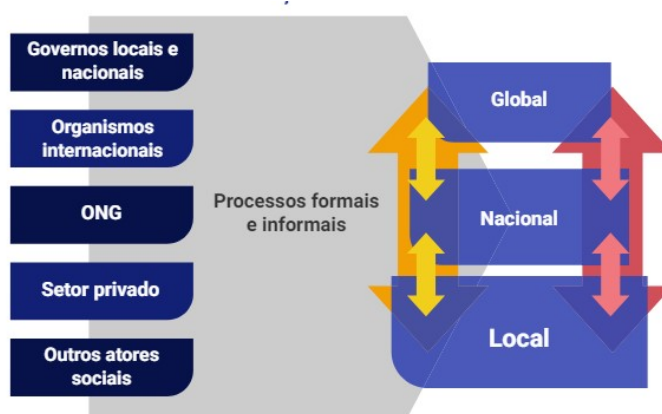 Governos locais e
nacionais
Organismos
internacionais
ONG
Setor privado
Outros atores
sociais
Processos formais
e informais
Global
Nacional
Local